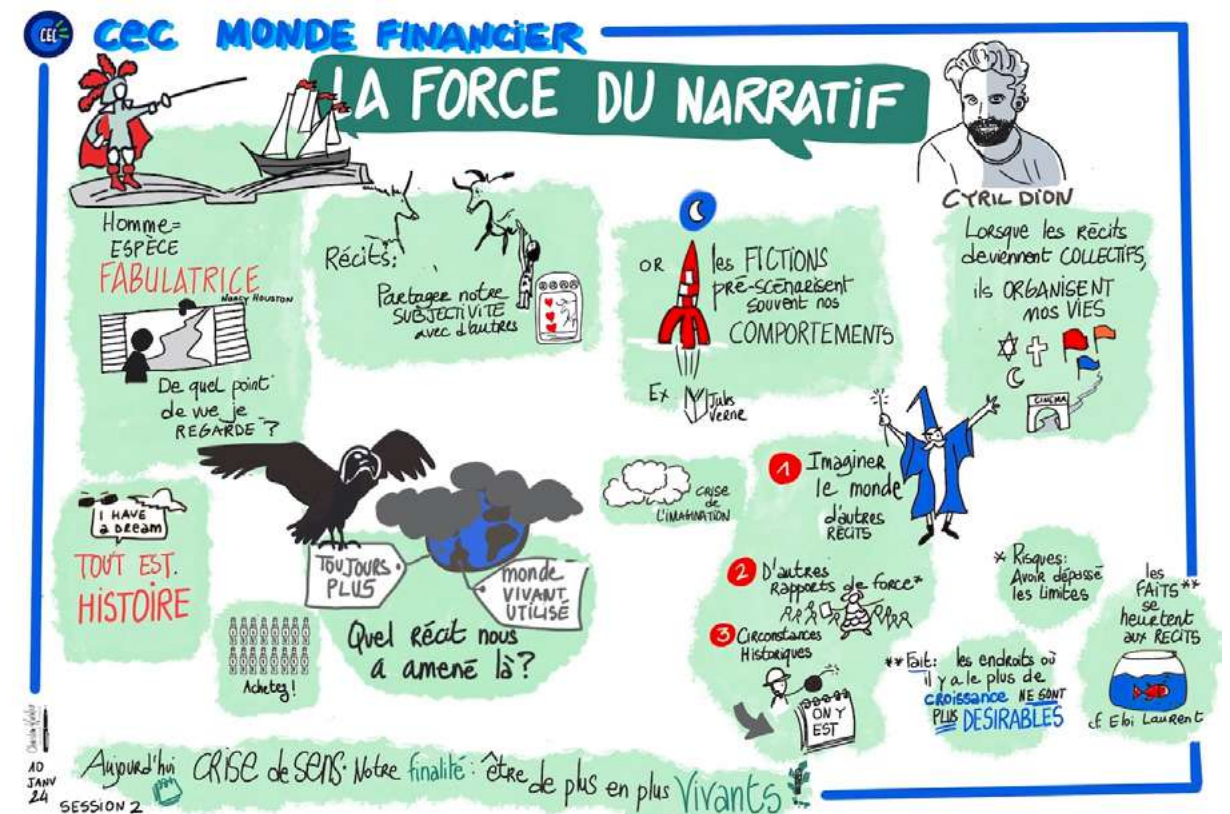 CEC
CEC MONDE FINANCIER
LA FORCE DU NARRATIF
CYRIL DION
Homme=
ESPÈCE
FABULATRICE
NANCY HOUSTON
De quel point
de vue je
REGARDE ?
Récits:
Partager notre
SUBJECTIVITÉ
avec d'autres
OR
les FICTIONS
pré-scénarisent
souvent nos
COMPORTEMENTS
Ex
Jules
Verne
Lorsque les récits
deviennent COLLECTIFS,
ils ORGANISENT
nos VIES
CINEMA
I HAVE
a DREAM
TOUT EST.
HISTOIRE
Achetez!
TOUJOURS
PLUS
monde
VIVANT
UTILISÉ
Quel récit nous
a amené là?
CRISE
de
L'IMAGINATION
1 Imaginer
le monde
d'autres
RÉCITS
2 D'autres
Rapports de force*
3 Circonstances
Historiques
ON Y
EST
* Risques:
Avoir dépassé
les limites
** Fait: les endroits où
il y a le plus de
CROISSANCE NE SONT
PLUS DESIRABLES
les
FAITS**
se
heurtent
aux RECITS
cf. Eloi Laurent
Aujourd'hui CRISE de SENS. Notre finalité: être de plus en plus Vivants!
10
JANV
24
SESSION 2